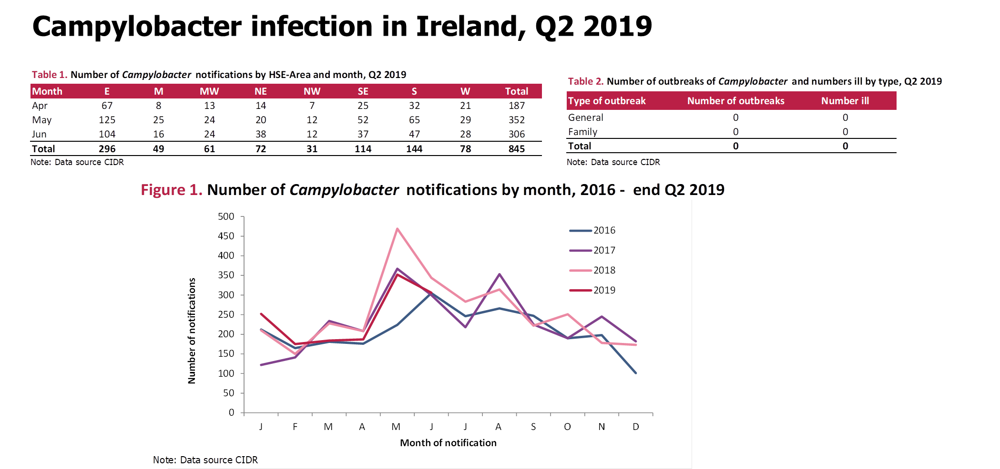 Campylobacter infection in Ireland, Q2 2019
Table 1. Number of Campylobacter notifications by HSE-Area and month, Q2 2019
Month E M MW NE NW SE S W Total
Apr 67 8 13 14 7 25 32 21 187
May 125 25 24 20 12 52 65 29 352
Jun 104 16 24 38 12 37 47 28 306
Total 296 49 61 72 31 114 144 78 845
Note: Data source CIDR
Table 2. Number of outbreaks of Campylobacter and numbers ill by type, Q2 2019
Type of outbreak Number of outbreaks Number ill
General 0 0
Family 0 0
Total 0 0
Note: Data source CIDR
Figure 1. Number of Campylobacter notifications by month, 2016 - end Q2 2019
Number of notifications
500
450
400
350
300
250
200
150
100
50
0
2016
2017
2018
2019
J F M A M J J A S O N D
Month of notification
Note: Data source CIDR